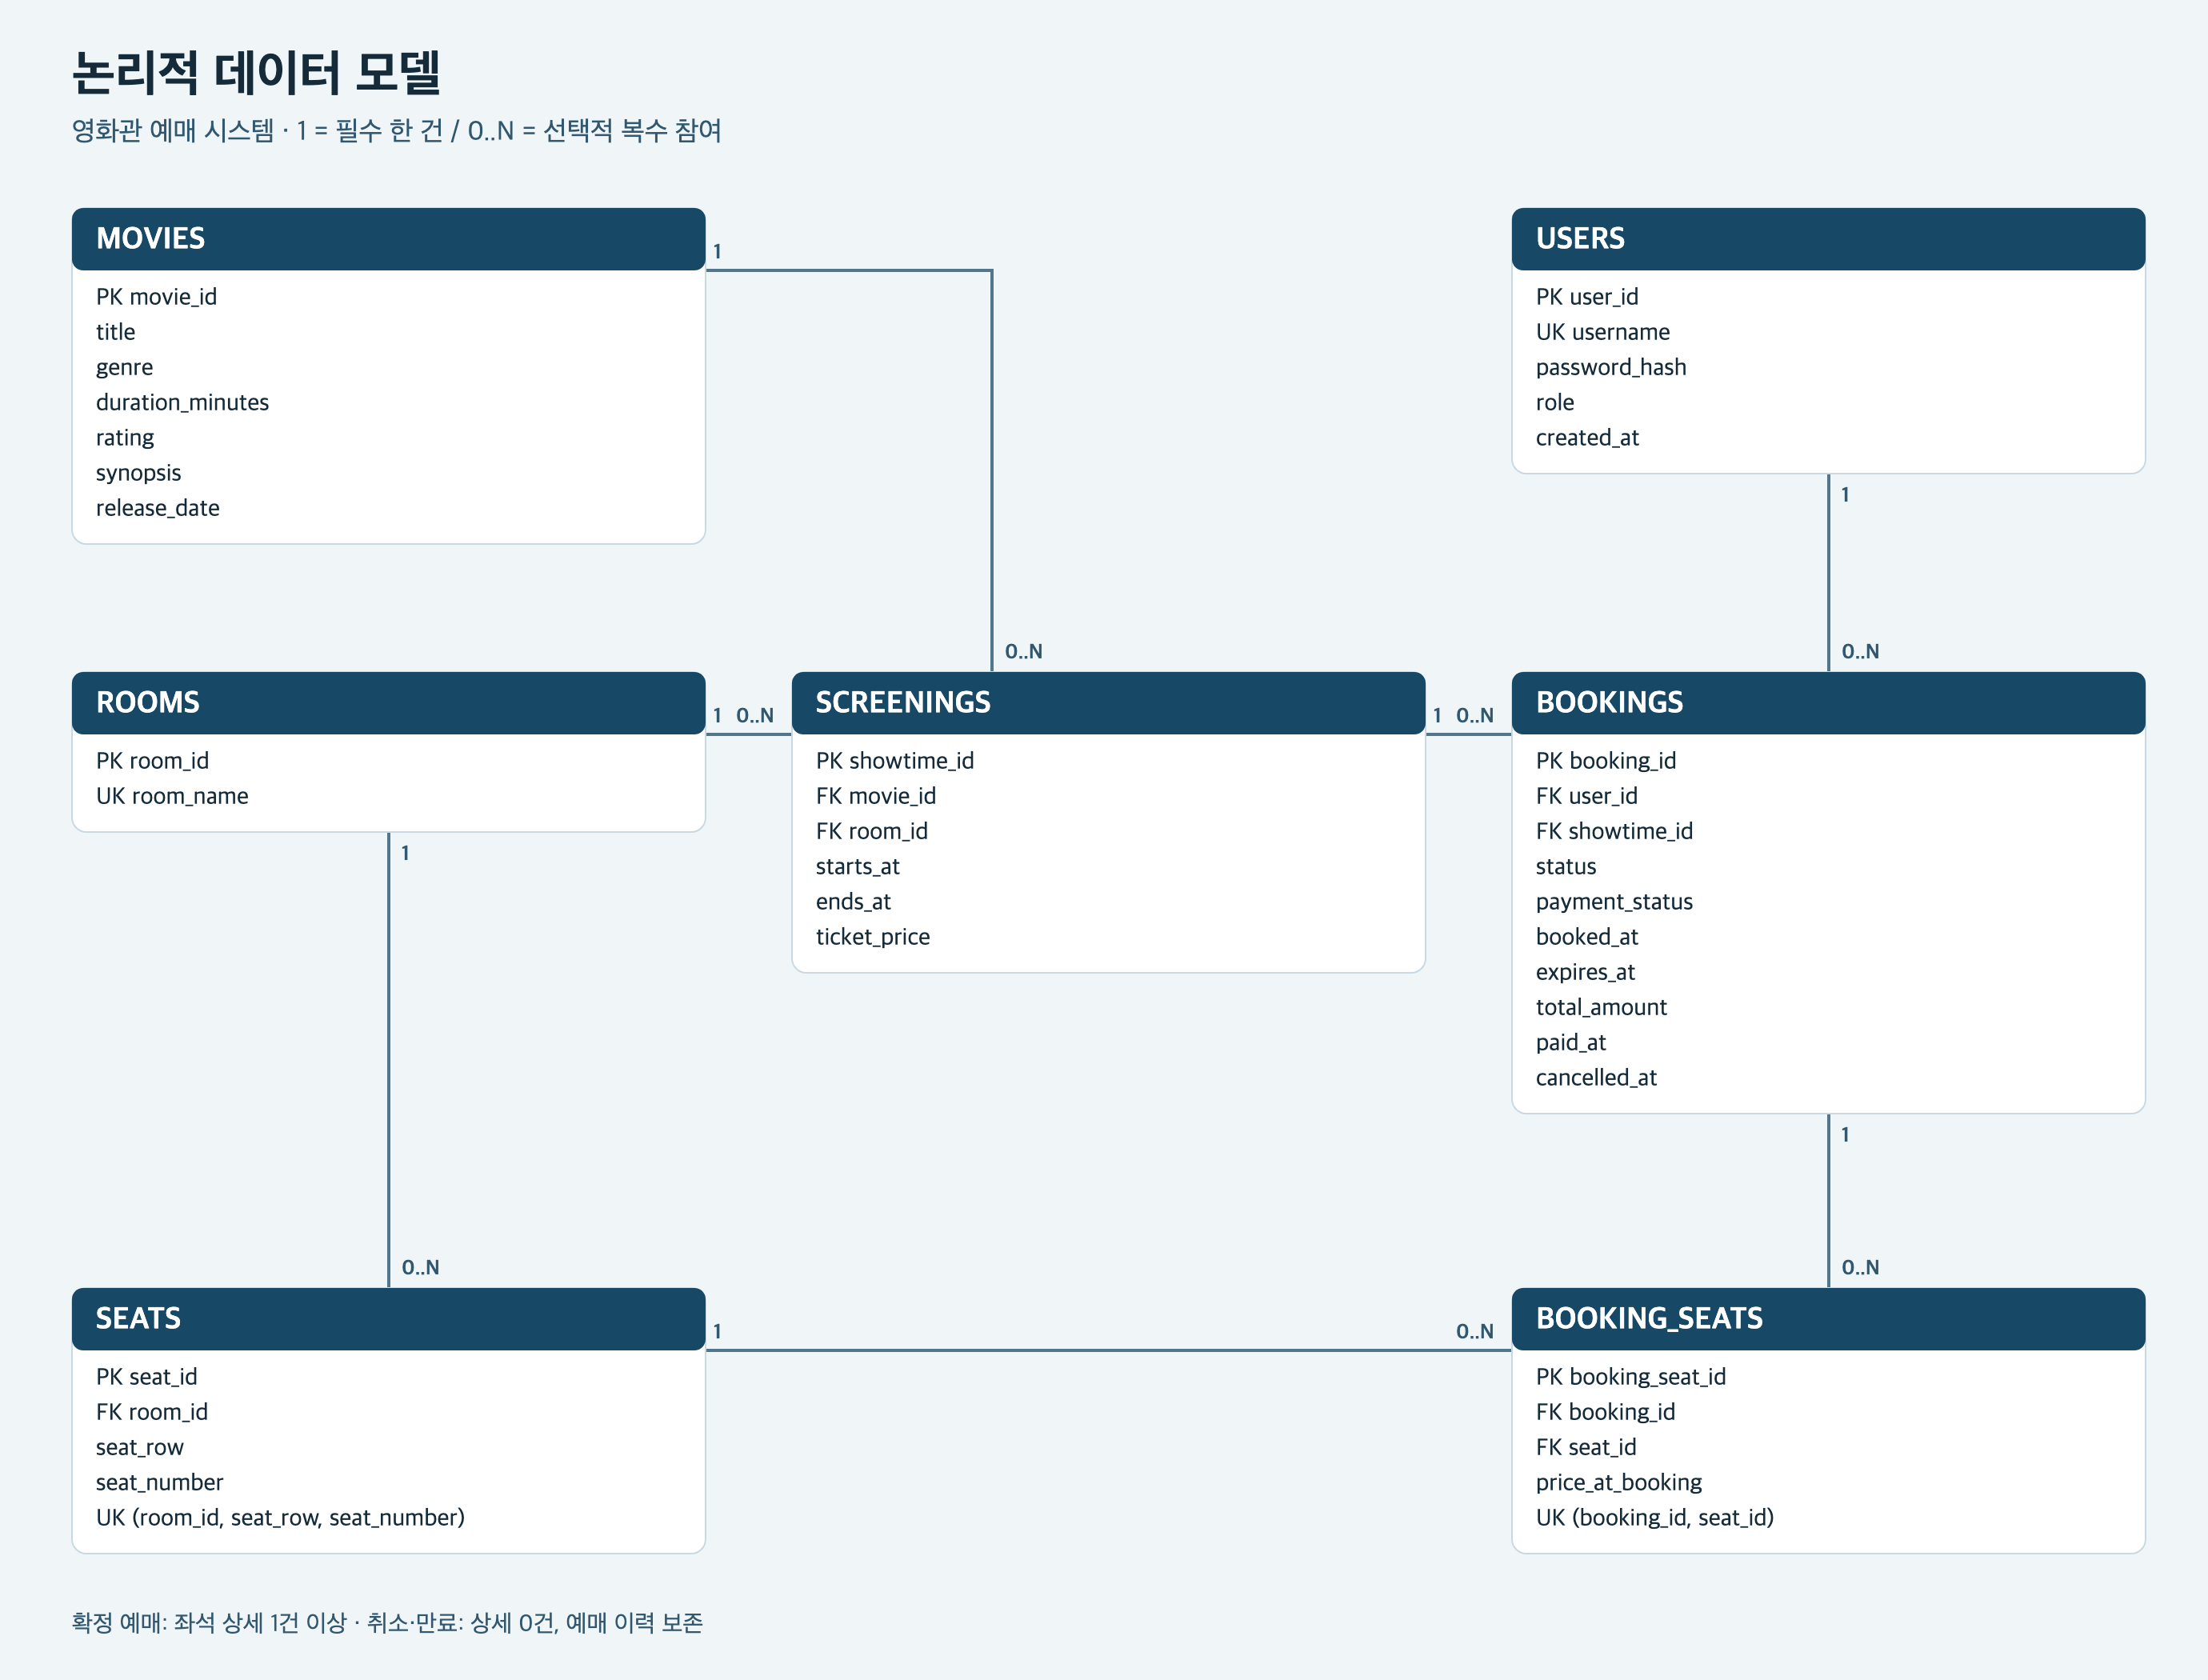 논리적 데이터 모델
영화관 예매 시스템 · 1 = 필수 한 건 / 0..N = 선택적 복수 참여
MOVIES
PK movie_id
title
genre
duration_minutes
rating
synopsis
release_date
1
0..N
USERS
PK user_id
UK username
password_hash
role
created_at
1
0..N
ROOMS
PK room_id
UK room_name
1 0..N
1
0..N
SCREENINGS
PK showtime_id
FK movie_id
FK room_id
starts_at
ends_at
ticket_price
1 0..N
BOOKINGS
PK booking_id
FK user_id
FK showtime_id
status
payment_status
booked_at
expires_at
total_amount
paid_at
cancelled_at
1
0..N
SEATS
PK seat_id
FK room_id
seat_row
seat_number
UK (room_id, seat_row, seat_number)
1
0..N
BOOKING_SEATS
PK booking_seat_id
FK booking_id
FK seat_id
price_at_booking
UK (booking_id, seat_id)
확정 예매: 좌석 상세 1건 이상 · 취소·만료: 상세 0건, 예매 이력 보존